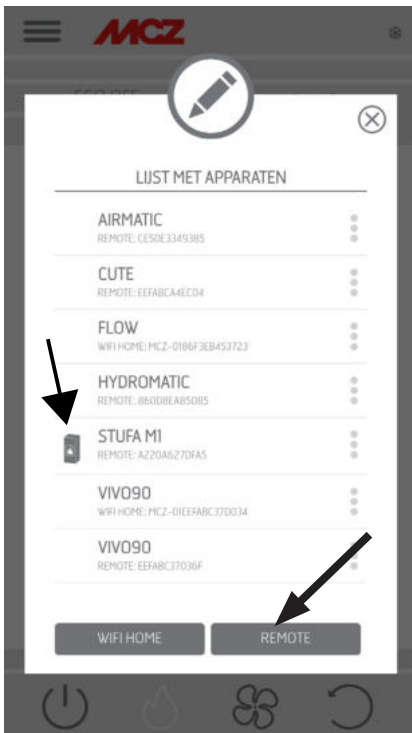 MCZ
LIJST MET APPARATEN
AIRMATIC
REMOTE: CE50E3349385
CUTE
REMOTE: EEFABCA4EC04
FLOW
WIFI HOME: MCZ-0186F3EB453723
HYDROMATIC
REMOTE: 860D8EA85085
STUFA M1
REMOTE: A220A6270FA5
VIVO90
WIFI HOME: MCZ-01EEFABC370034
VIVO90
REMOTE: EEFABC37036F
WIFI HOME
REMOTE